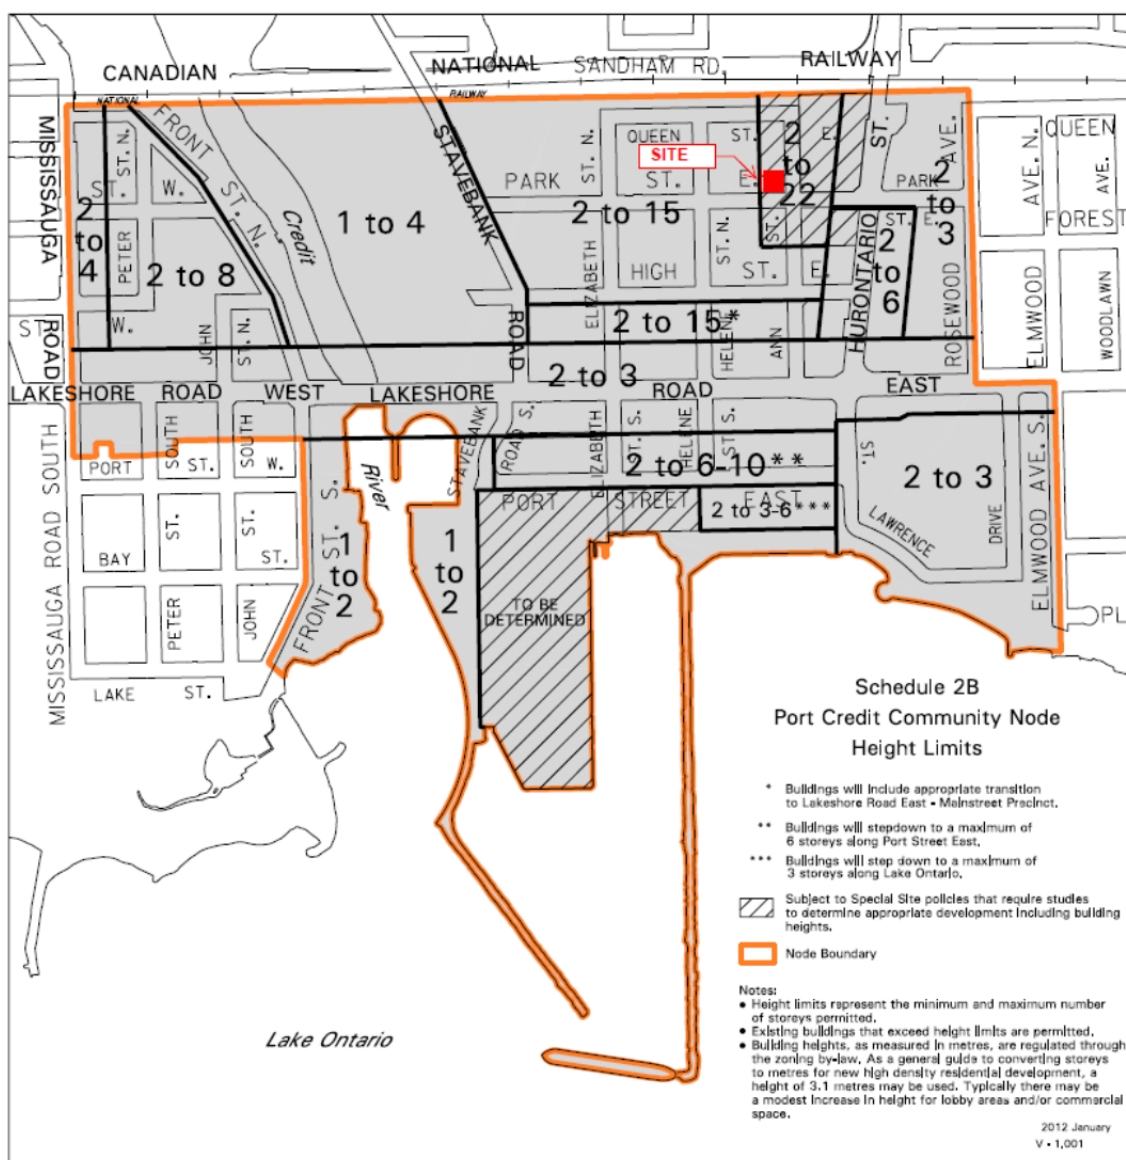 CANADIAN
NATIONAL
SANDHAM RD.
RAILWAY
NATIONAL
RAILWAY
MISSISSAUGA
ROAD
FRONT
ST. N.
STAVEBANK
ROAD
QUEEN
ST.
E.
ST.
AVE.
AVE. N.
QUEEN
AVE.
SITE
ST. N.
ST.
W.
Credit
PARK
ST.
E.
ST. N.
2
to
22
PARK
2
to
3
FOREST
2
to
4
PETER
2 to 8
1 to 4
2 to 15
ELIZABETH
ST. N.
ST.
HURONTARIO
ST. E.
2
to
6
HIGH
ST.
E.
ROSEWOOD
ELMWOOD
WOODLAWN
ST.
W.
JOHN
ST. N.
2 to 15*
HELENE
ANN
2 to 3
LAKESHORE
ROAD
WEST
LAKESHORE
ROAD
EAST
MISSISSAUGA ROAD SOUTH
SOUTH
SOUTH
PORT
ST.
W.
River
STAVEBANK
ROAD S.
ELIZABETH
ST. S.
HELENE
ST. S.
2 to 6-10**
ST.
2 to 3
ELMWOOD AVE. S.
PORT
STREET
EAST
2 to 3-6***
LAWRENCE
DRIVE
BAY
ST.
ST.
ST.
FRONT
ST. S.
1
to
2
1
to
2
TO BE
DETERMINED
PETER
JOHN
PL
LAKE
ST.
Schedule 2B
Port Credit Community Node
Height Limits
* Buildings will include appropriate transition
to Lakeshore Road East - Mainstreet Precinct.
** Buildings will stepdown to a maximum of
6 storeys along Port Street East.
*** Buildings will step down to a maximum of
3 storeys along Lake Ontario.
Subject to Special Site policies that require studies
to determine appropriate development including building
heights.
Node Boundary
Notes:
• Height limits represent the minimum and maximum number
of storeys permitted.
• Existing buildings that exceed height limits are permitted.
• Building heights, as measured in metres, are regulated through
the zoning by-law. As a general guide to converting storeys
to metres for new high density residential development, a
height of 3.1 metres may be used. Typically there may be
a modest increase in height for lobby areas and/or commercial
space.
Lake Ontario
2012 January
V • 1,001